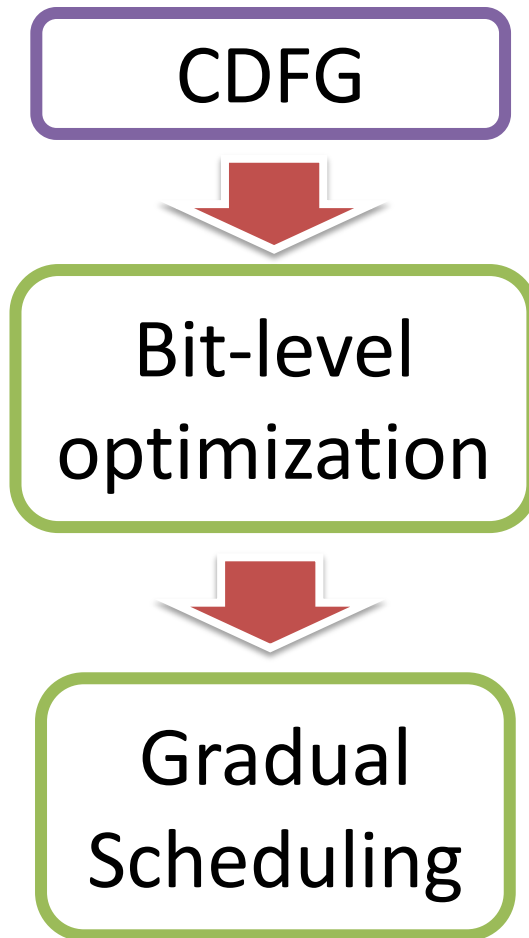 CDFG
Bit-level
optimization
Gradual
Scheduling